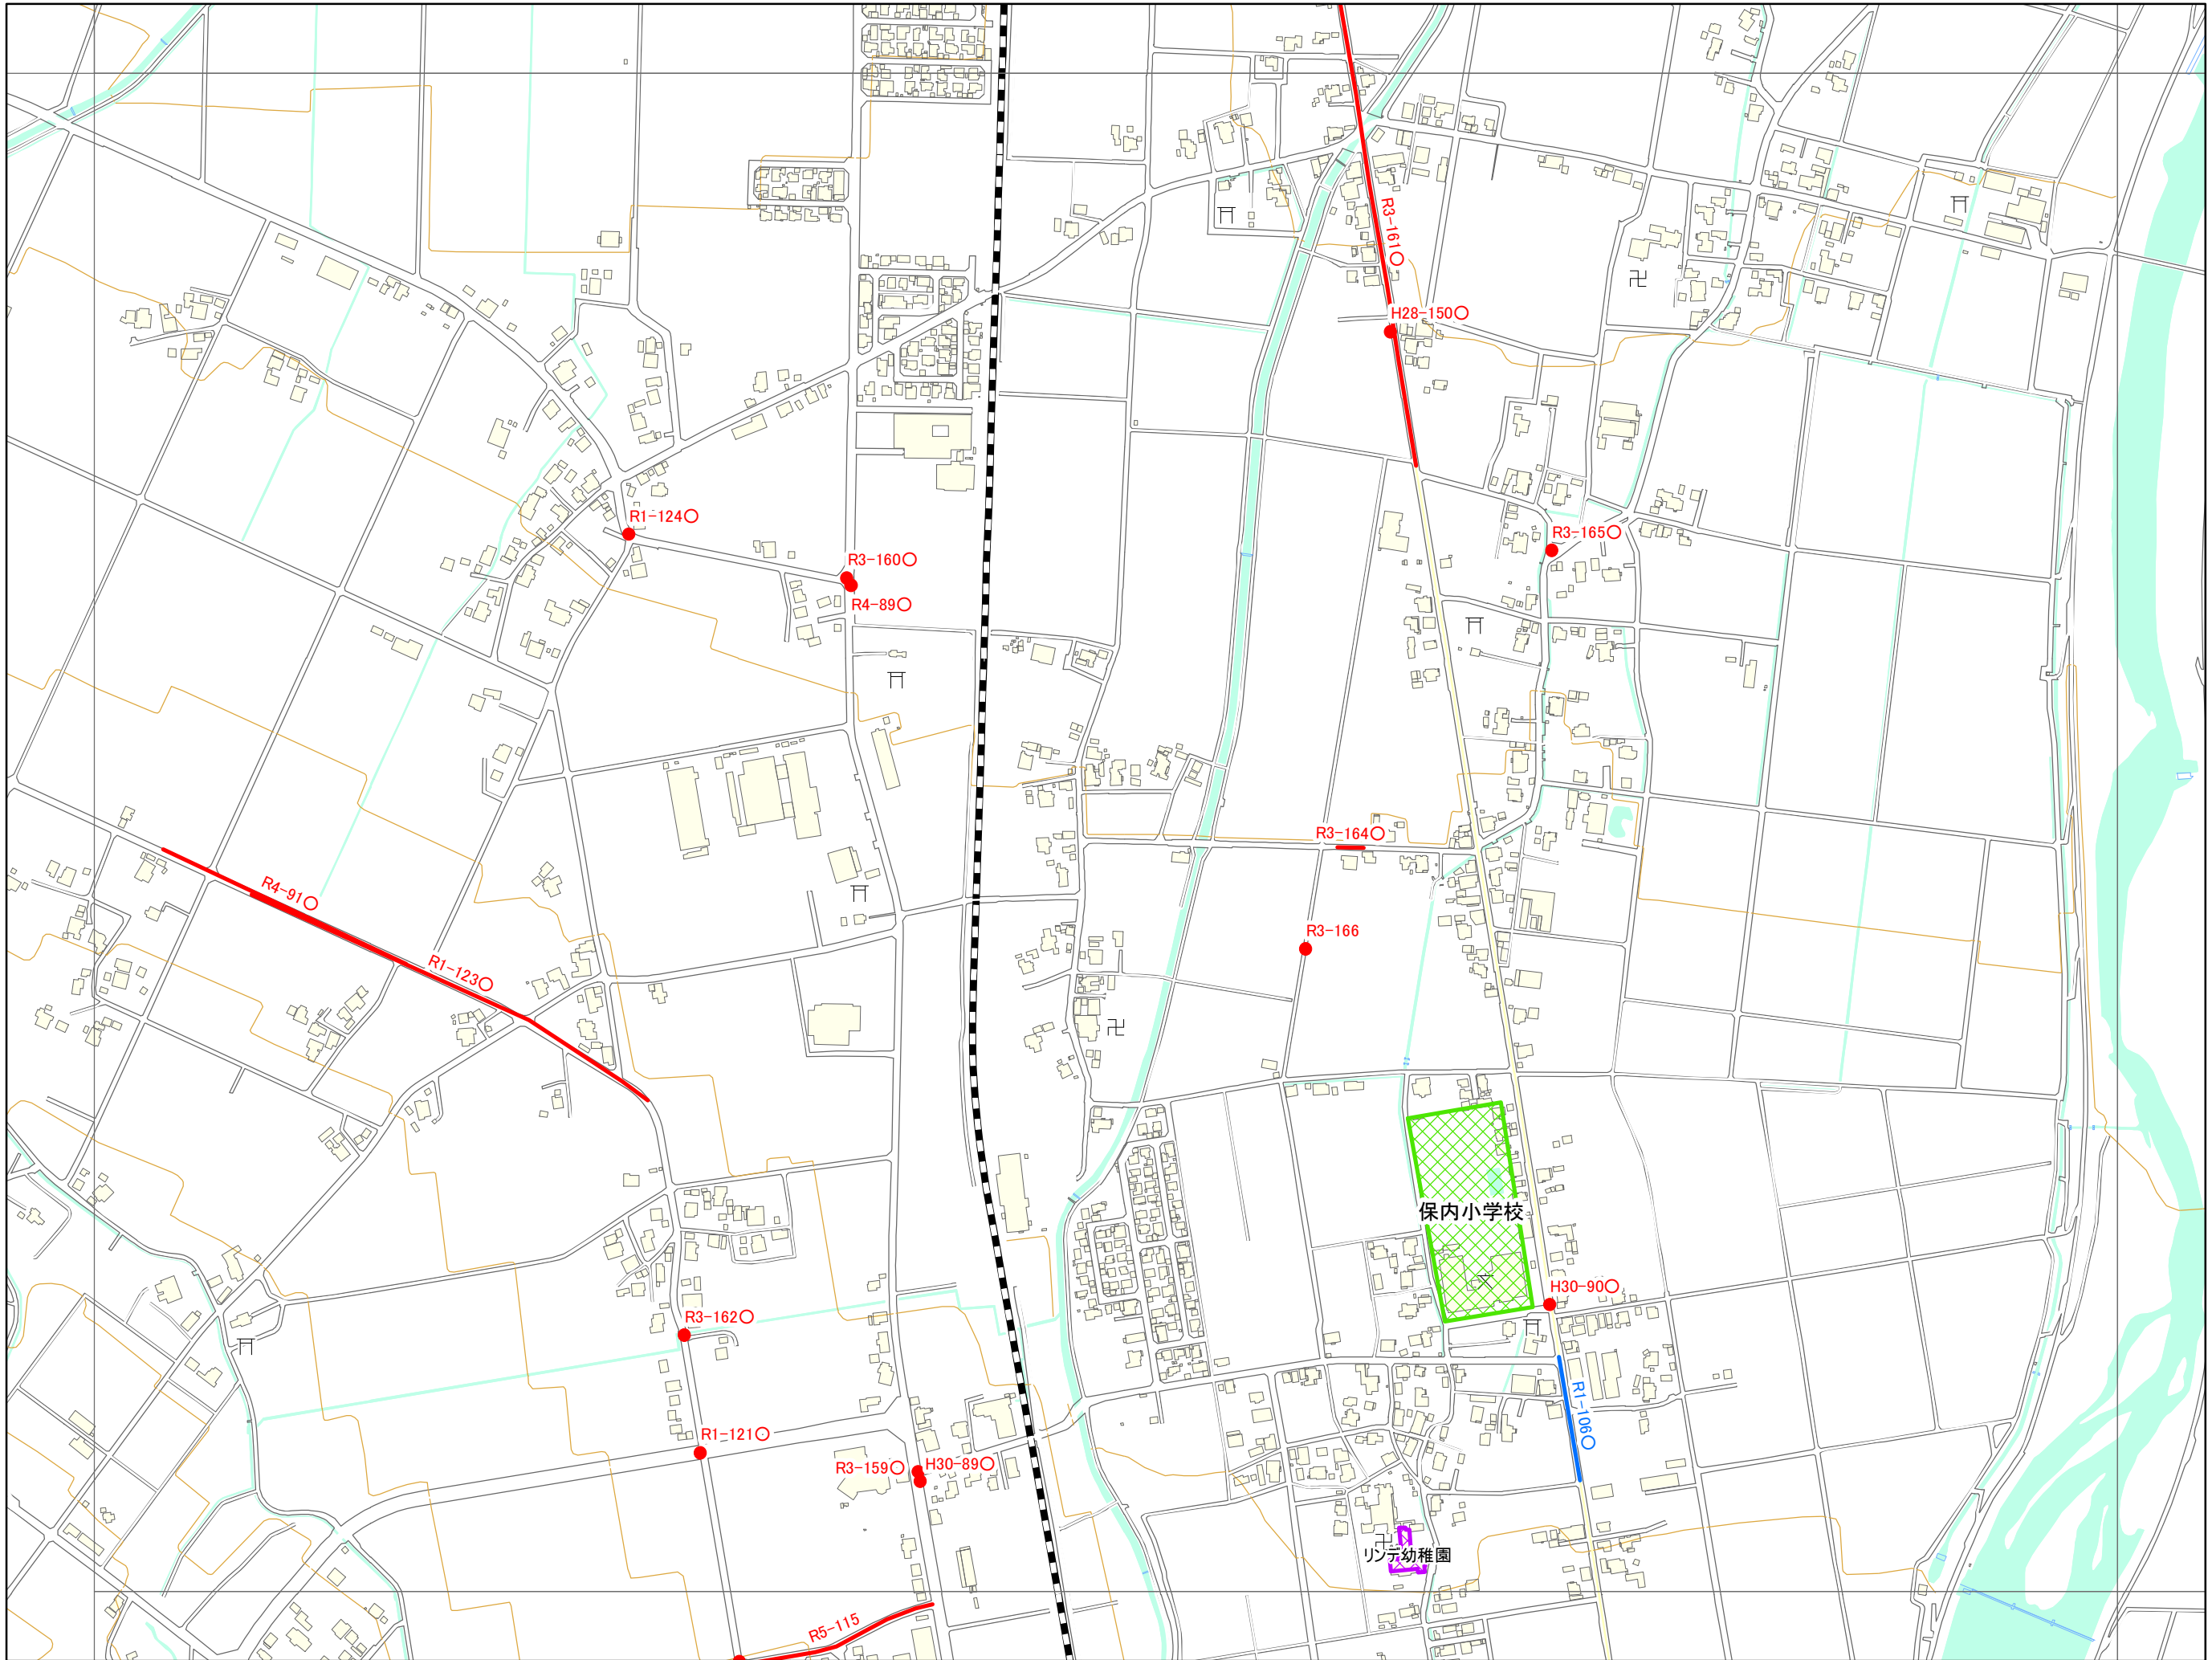 R3-161○
H28-150○
R1-124○
R3-165○
R3-160○
R4-89○
R3-164○
R4-91○
R3-166
R1-123○
保内小学校
文
H30-90○
R3-162○
R1-106○
R1-121○
R3-159○
H30-89○
リンデ幼稚園
R5-115